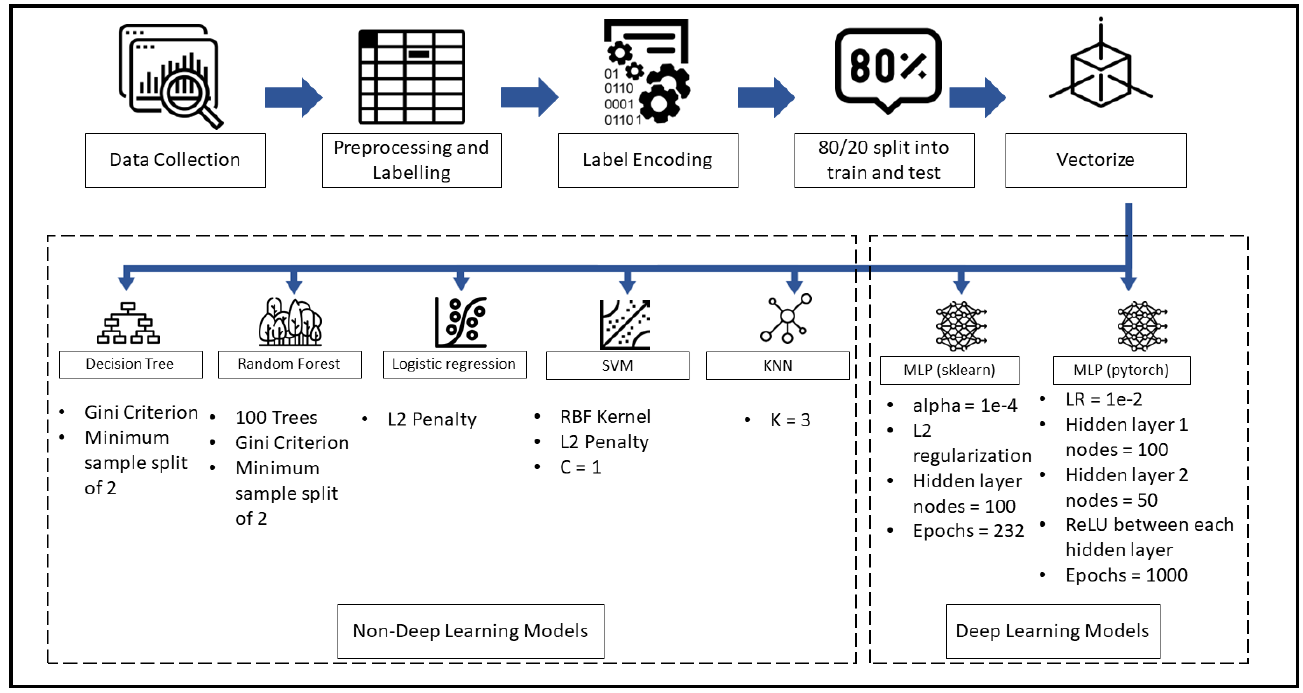 01
0110
0001
01101
80%
Data Collection
Preprocessing and
Labelling
Label Encoding
80/20 split into
train and test
Vectorize
Decision Tree
Random Forest
Logistic regression
SVM
KNN
MLP (sklearn)
MLP (pytorch)
• Gini Criterion
• Minimum
sample split
of 2
• 100 Trees
• Gini Criterion
• Minimum
sample split
of 2
• L2 Penalty
• RBF Kernel
• L2 Penalty
• C = 1
• K = 3
• alpha = 1e-4
• L2
regularization
• Hidden layer
nodes = 100
• Epochs = 232
• LR = 1e-2
• Hidden layer 1
nodes = 100
• Hidden layer 2
nodes = 50
• ReLU between each
hidden layer
• Epochs = 1000
Non-Deep Learning Models
Deep Learning Models